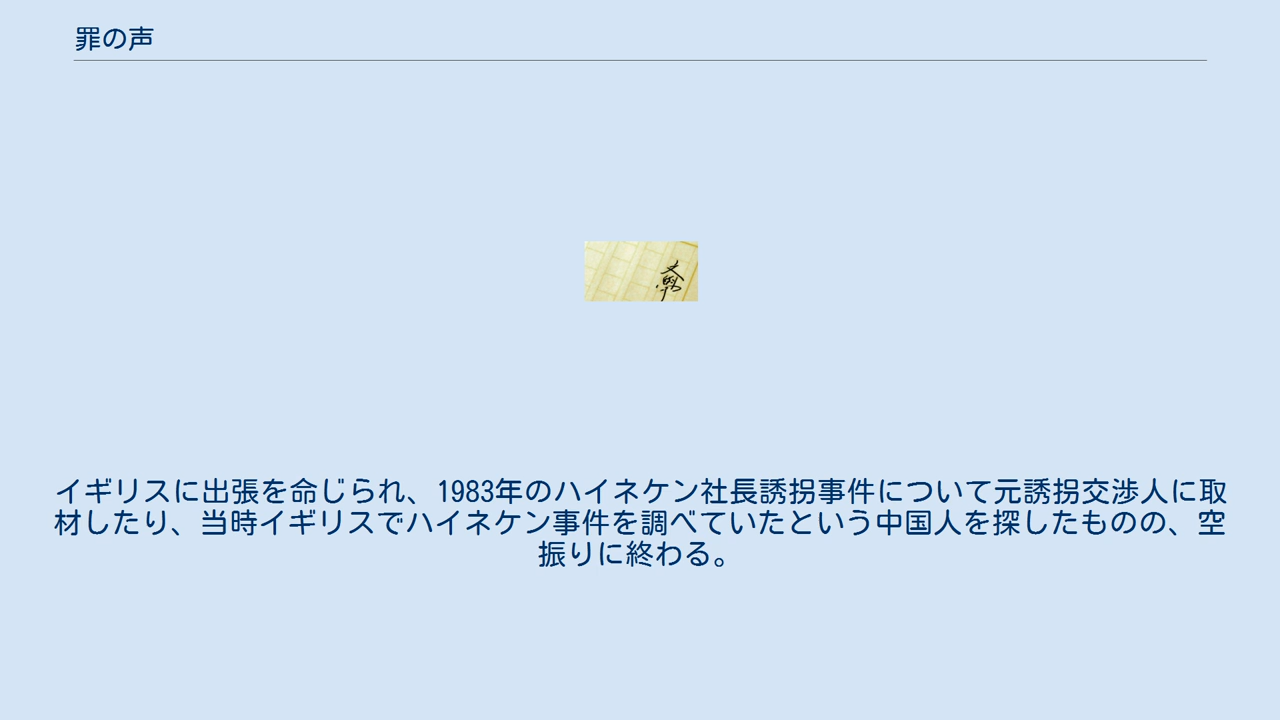 罪の声
イギリスに出張を命じられ、1983年のハイネケン社長誘拐事件について元誘拐交渉人に取
材したり、当時イギリスでハイネケン事件を調べていたという中国人を探したものの、空
振りに終わる。